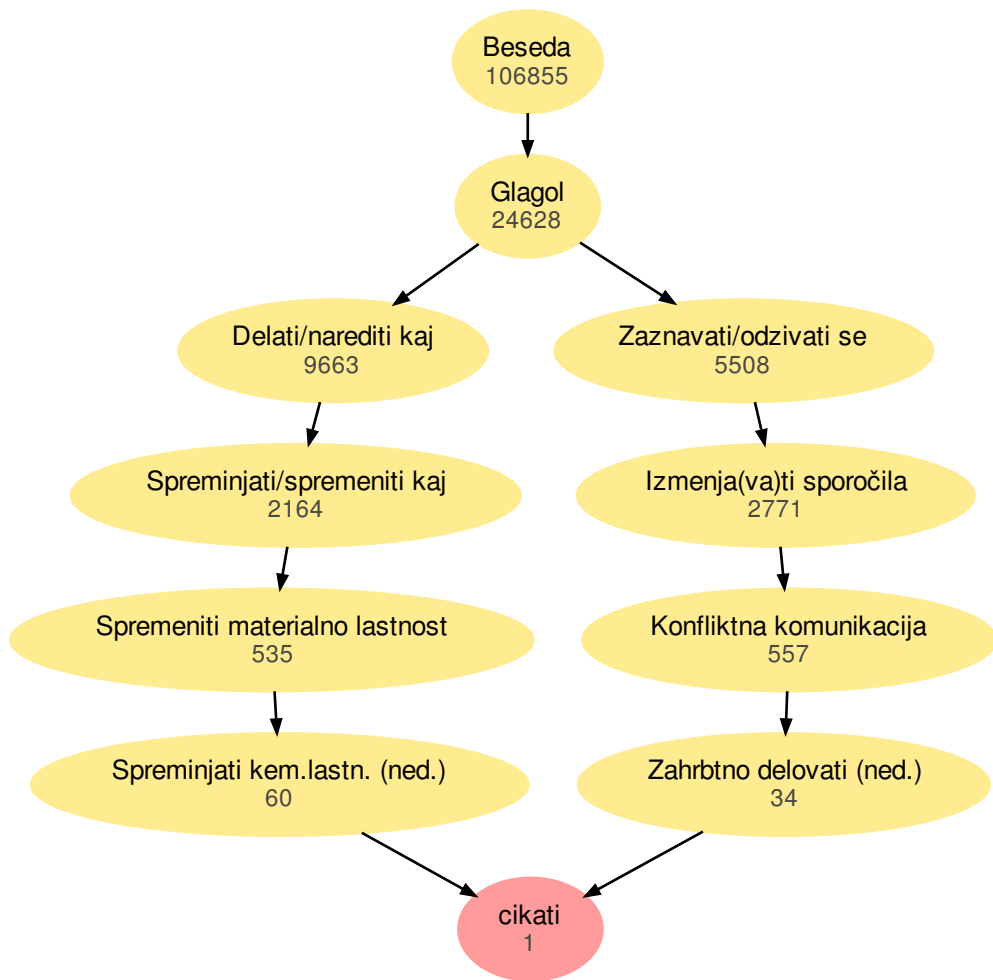 Beseda
106855
Glagol
24628
Delati/narediti kaj
9663
Zaznavati/odzivati se
5508
Spreminjati/spremeniti kaj
2164
Izmenja(va)ti sporočila
2771
Spremeniti materialno lastnost
535
Konfliktna komunikacija
557
Spreminjati kem.lastn. (ned.)
60
Zahrbtno delovati (ned.)
34
cikati
1